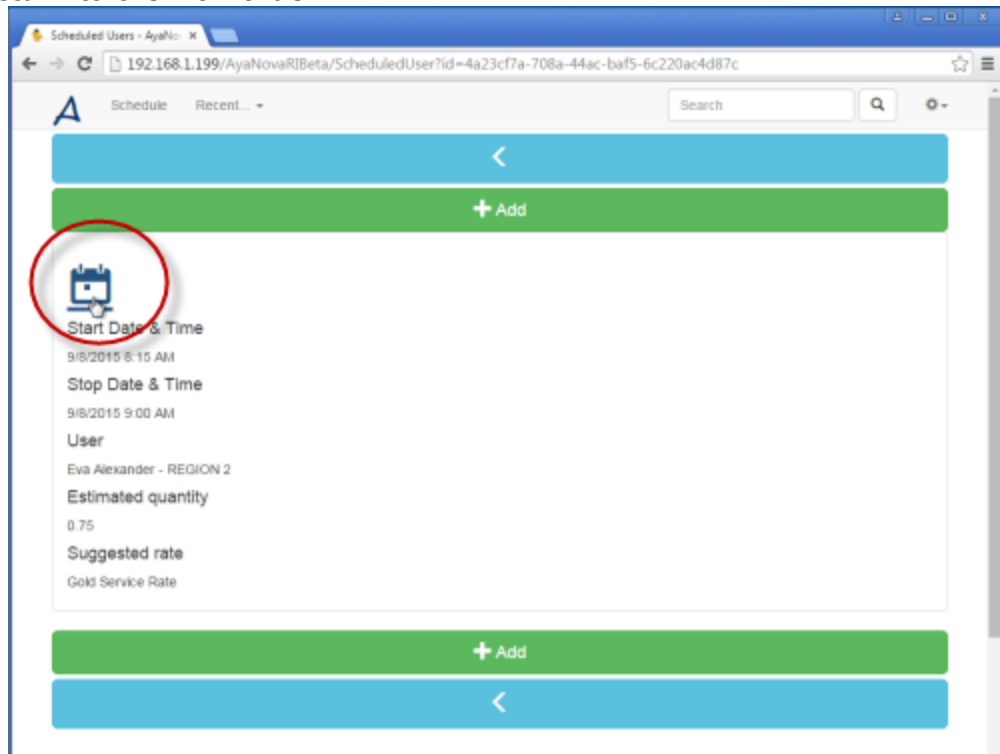 Scheduled Users - AyaNo
192.168.1.199/AyaNovaRIBeta/ScheduledUser?id=4a23cf7a-708a-44ac-baf5-6c220ac4d87c
A Schedule Recent... Search
Add
Start Date & Time
9/8/2015 8:15 AM
Stop Date & Time
9/8/2015 9:00 AM
User
Eva Alexander - REGION 2
Estimated quantity
0.75
Suggested rate
Gold Service Rate
Add